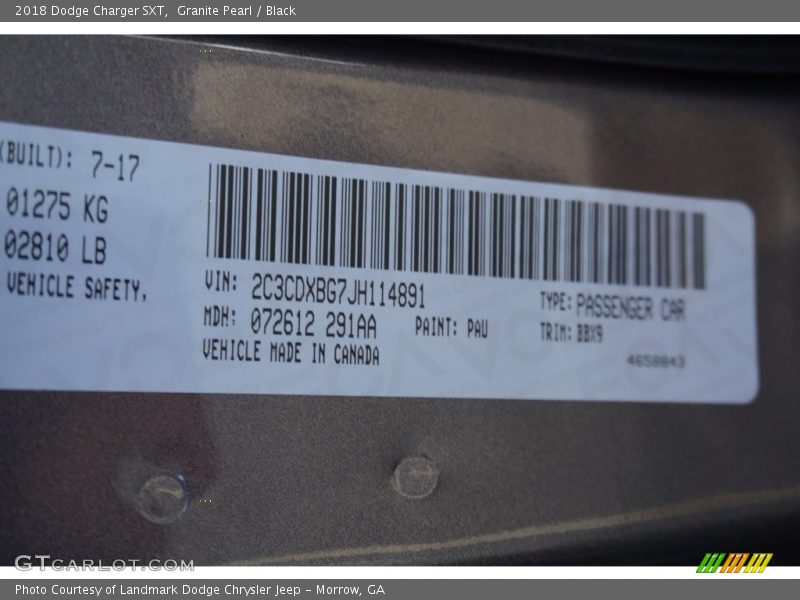 2018 Dodge Charger SXT,  Granite Pearl / Black
(BUILT): 7-17
01275 KG
02810 LB
VEHICLE SAFETY,
VIN: 2C3CDXBG7JH114891
TYPE: PASSENGER CAR
MDH: 072612 291AA
PAINT: PAU
TRIM: BBX9
VEHICLE MADE IN CANADA
4650843
GTCARLOT.COM
Photo Courtesy of Landmark Dodge Chrysler Jeep – Morrow, GA